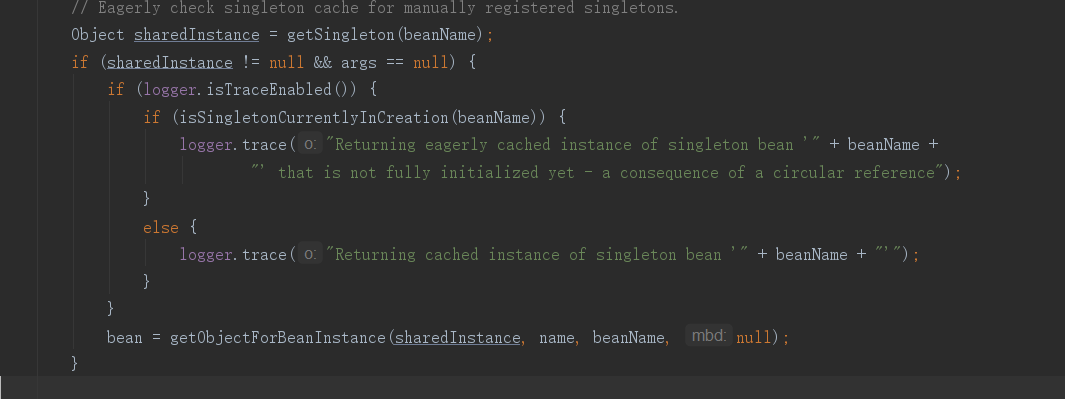 // Eagerly check singleton cache for manually registered singletons.
Object sharedInstance = getSingleton(beanName);
if (sharedInstance != null && args == null) {
if (logger.isTraceEnabled()) {
if (isSingletonCurrentlyInCreation(beanName)) {
logger.trace( o: "Returning eagerly cached instance of singleton bean '" + beanName +
"' that is not fully initialized yet - a consequence of a circular reference");
}
else {
logger.trace( o: "Returning cached instance of singleton bean '" + beanName + "'");
}
}
bean = getObjectForBeanInstance(sharedInstance, name, beanName, mbd: null);
}